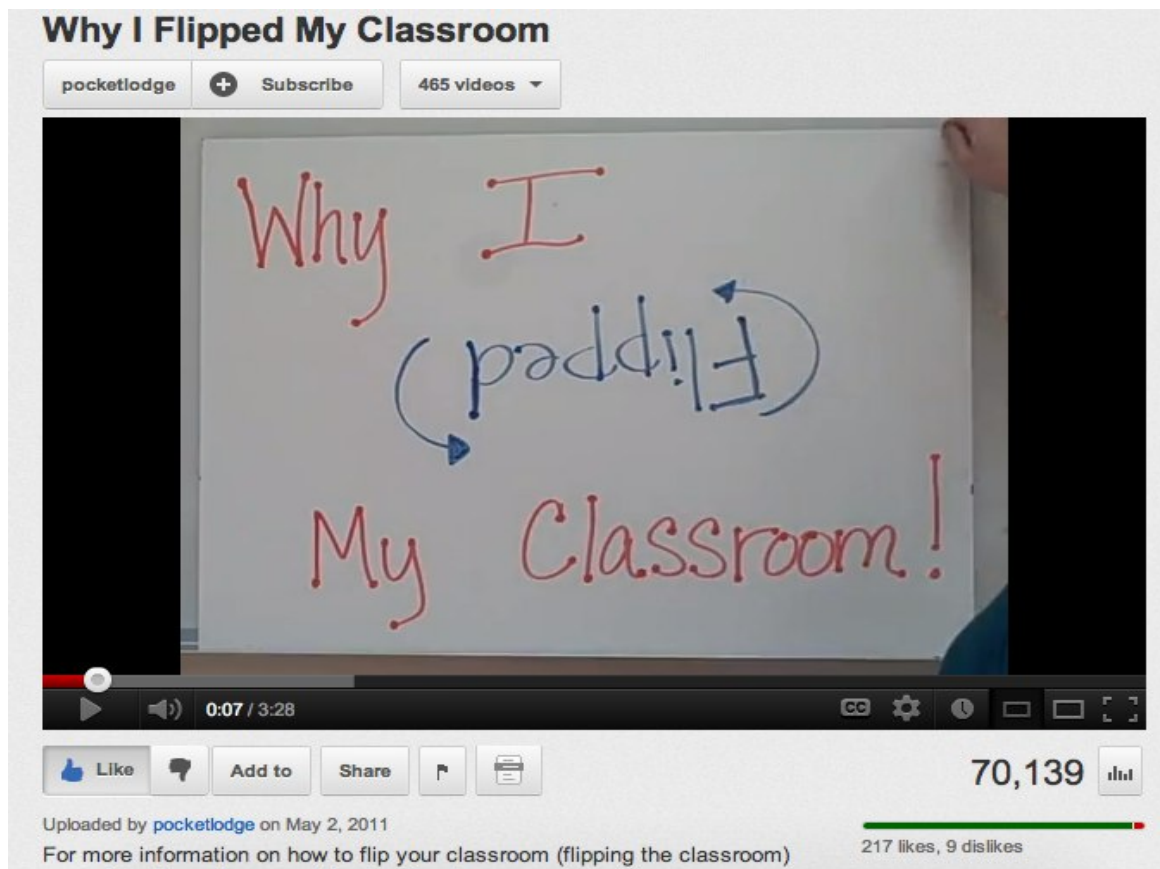 Why I Flipped My Classroom
pocketlodge Subscribe 465 videos
Why I
Flipped
My Classroom!
0:07 / 3:28 CC
Like Add to Share 70,139
Uploaded by pocketlodge on May 2, 2011
217 likes, 9 dislikes
For more information on how to flip your classroom (flipping the classroom)